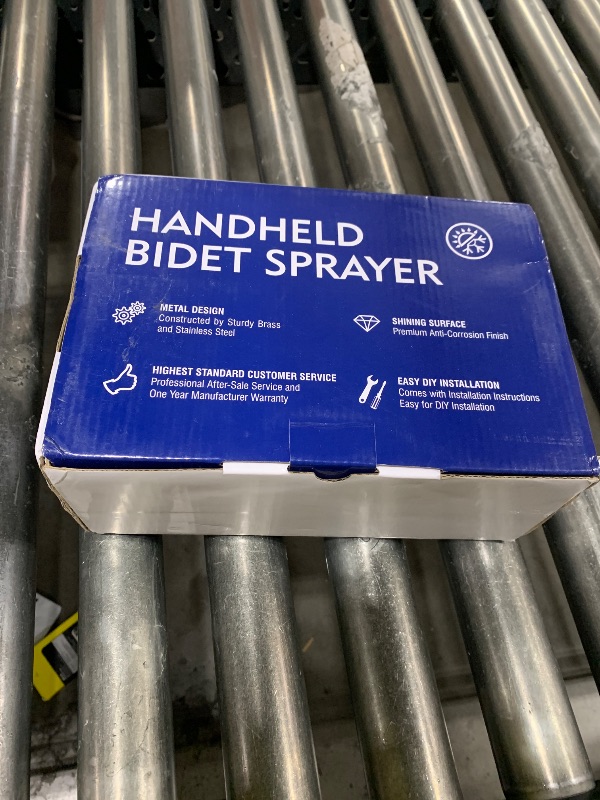 HANDHELD
BIDET SPRAYER
METAL DESIGN
Constructed by Sturdy Brass
and Stainless Steel
SHINING SURFACE
Premium Anti-Corrosion Finish
HIGHEST STANDARD CUSTOMER SERVICE
Professional After-Sale Service and
One Year Manufacturer Warranty
EASY DIY INSTALLATION
Comes with Installation Instructions
Easy for DIY Installation